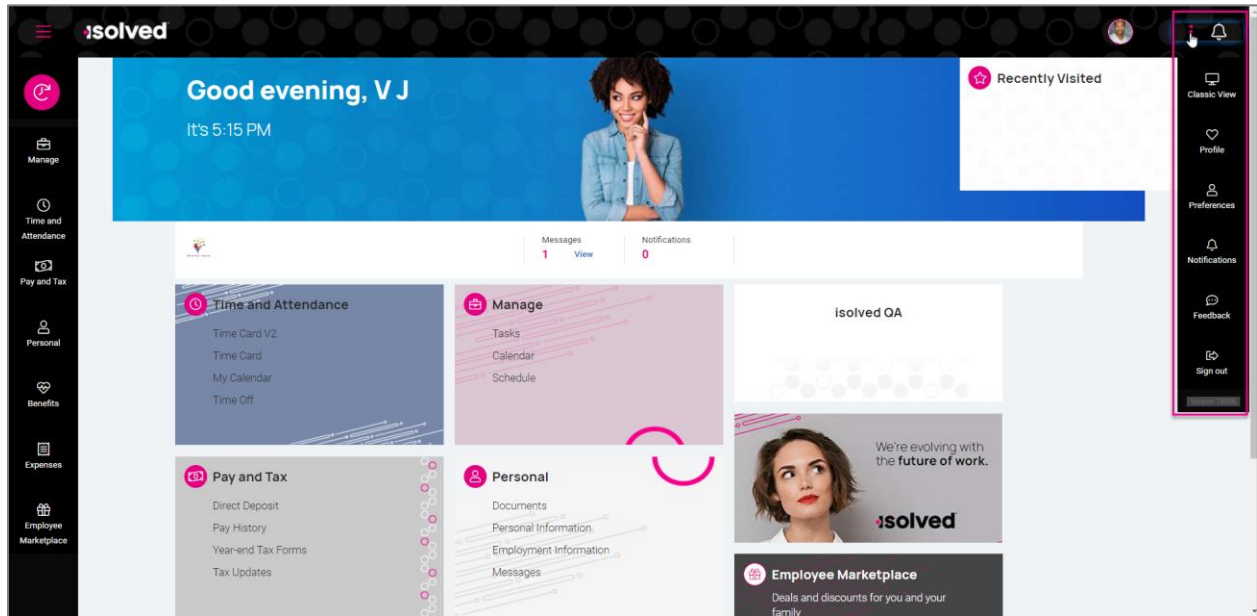 isolved
Good evening, V J
It's 5:15 PM
Recently Visited
Classic View
Profile
Preferences
Notifications
Feedback
Sign out
Manage
Time and
Attendance
Pay and Tax
Personal
Benefits
Expenses
Employee
Marketplace
Messages
1 View
Notifications
0
Time and Attendance
Time Card V2
Time Card
My Calendar
Time Off
Manage
Tasks
Calendar
Schedule
isolved QA
Pay and Tax
Direct Deposit
Pay History
Year-end Tax Forms
Tax Updates
Personal
Documents
Personal Information
Employment Information
Messages
We're evolving with
the future of work.
isolved
Employee Marketplace
Deals and discounts for you and your
family